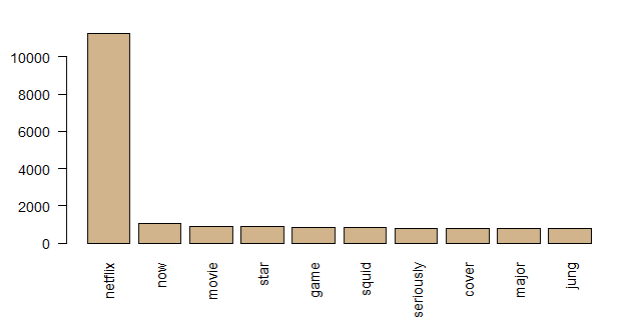 10000
8000
6000
4000
2000
0
netflix
now
movie
star
game
squid
seriously
cover
major
jung